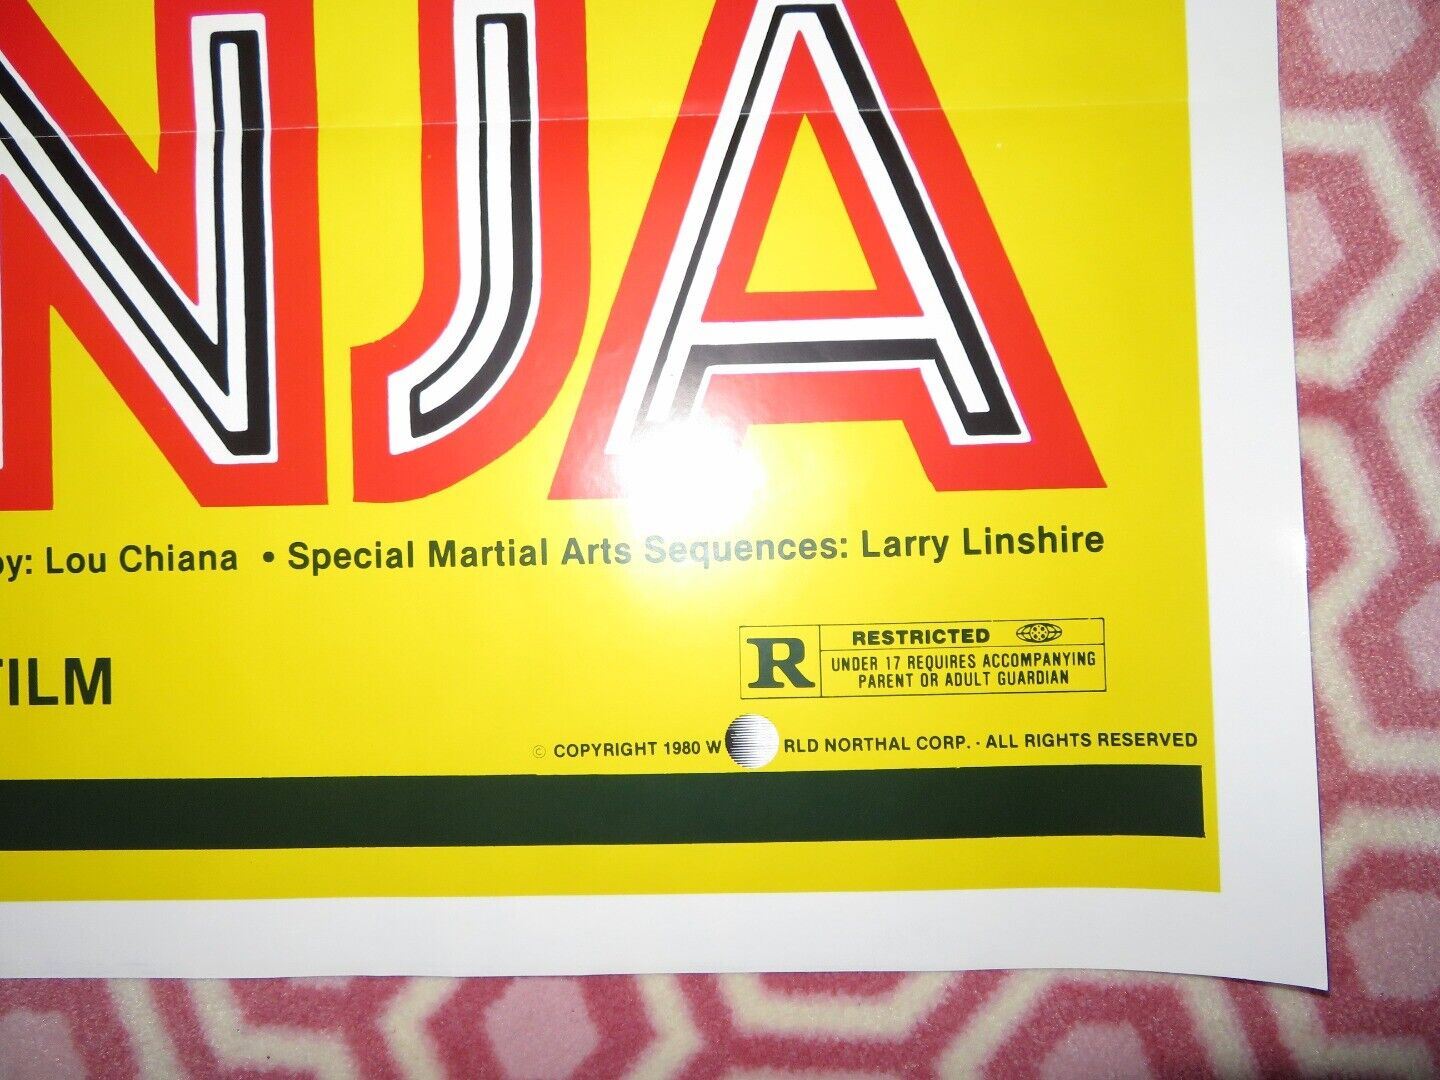 NJA
by: Lou Chiana • Special Martial Arts Sequences: Larry Linshire
FILM
R RESTRICTED
UNDER 17 REQUIRES ACCOMPANYING
PARENT OR ADULT GUARDIAN
© COPYRIGHT 1980 W RLD NORTHAL CORP. - ALL RIGHTS RESERVED